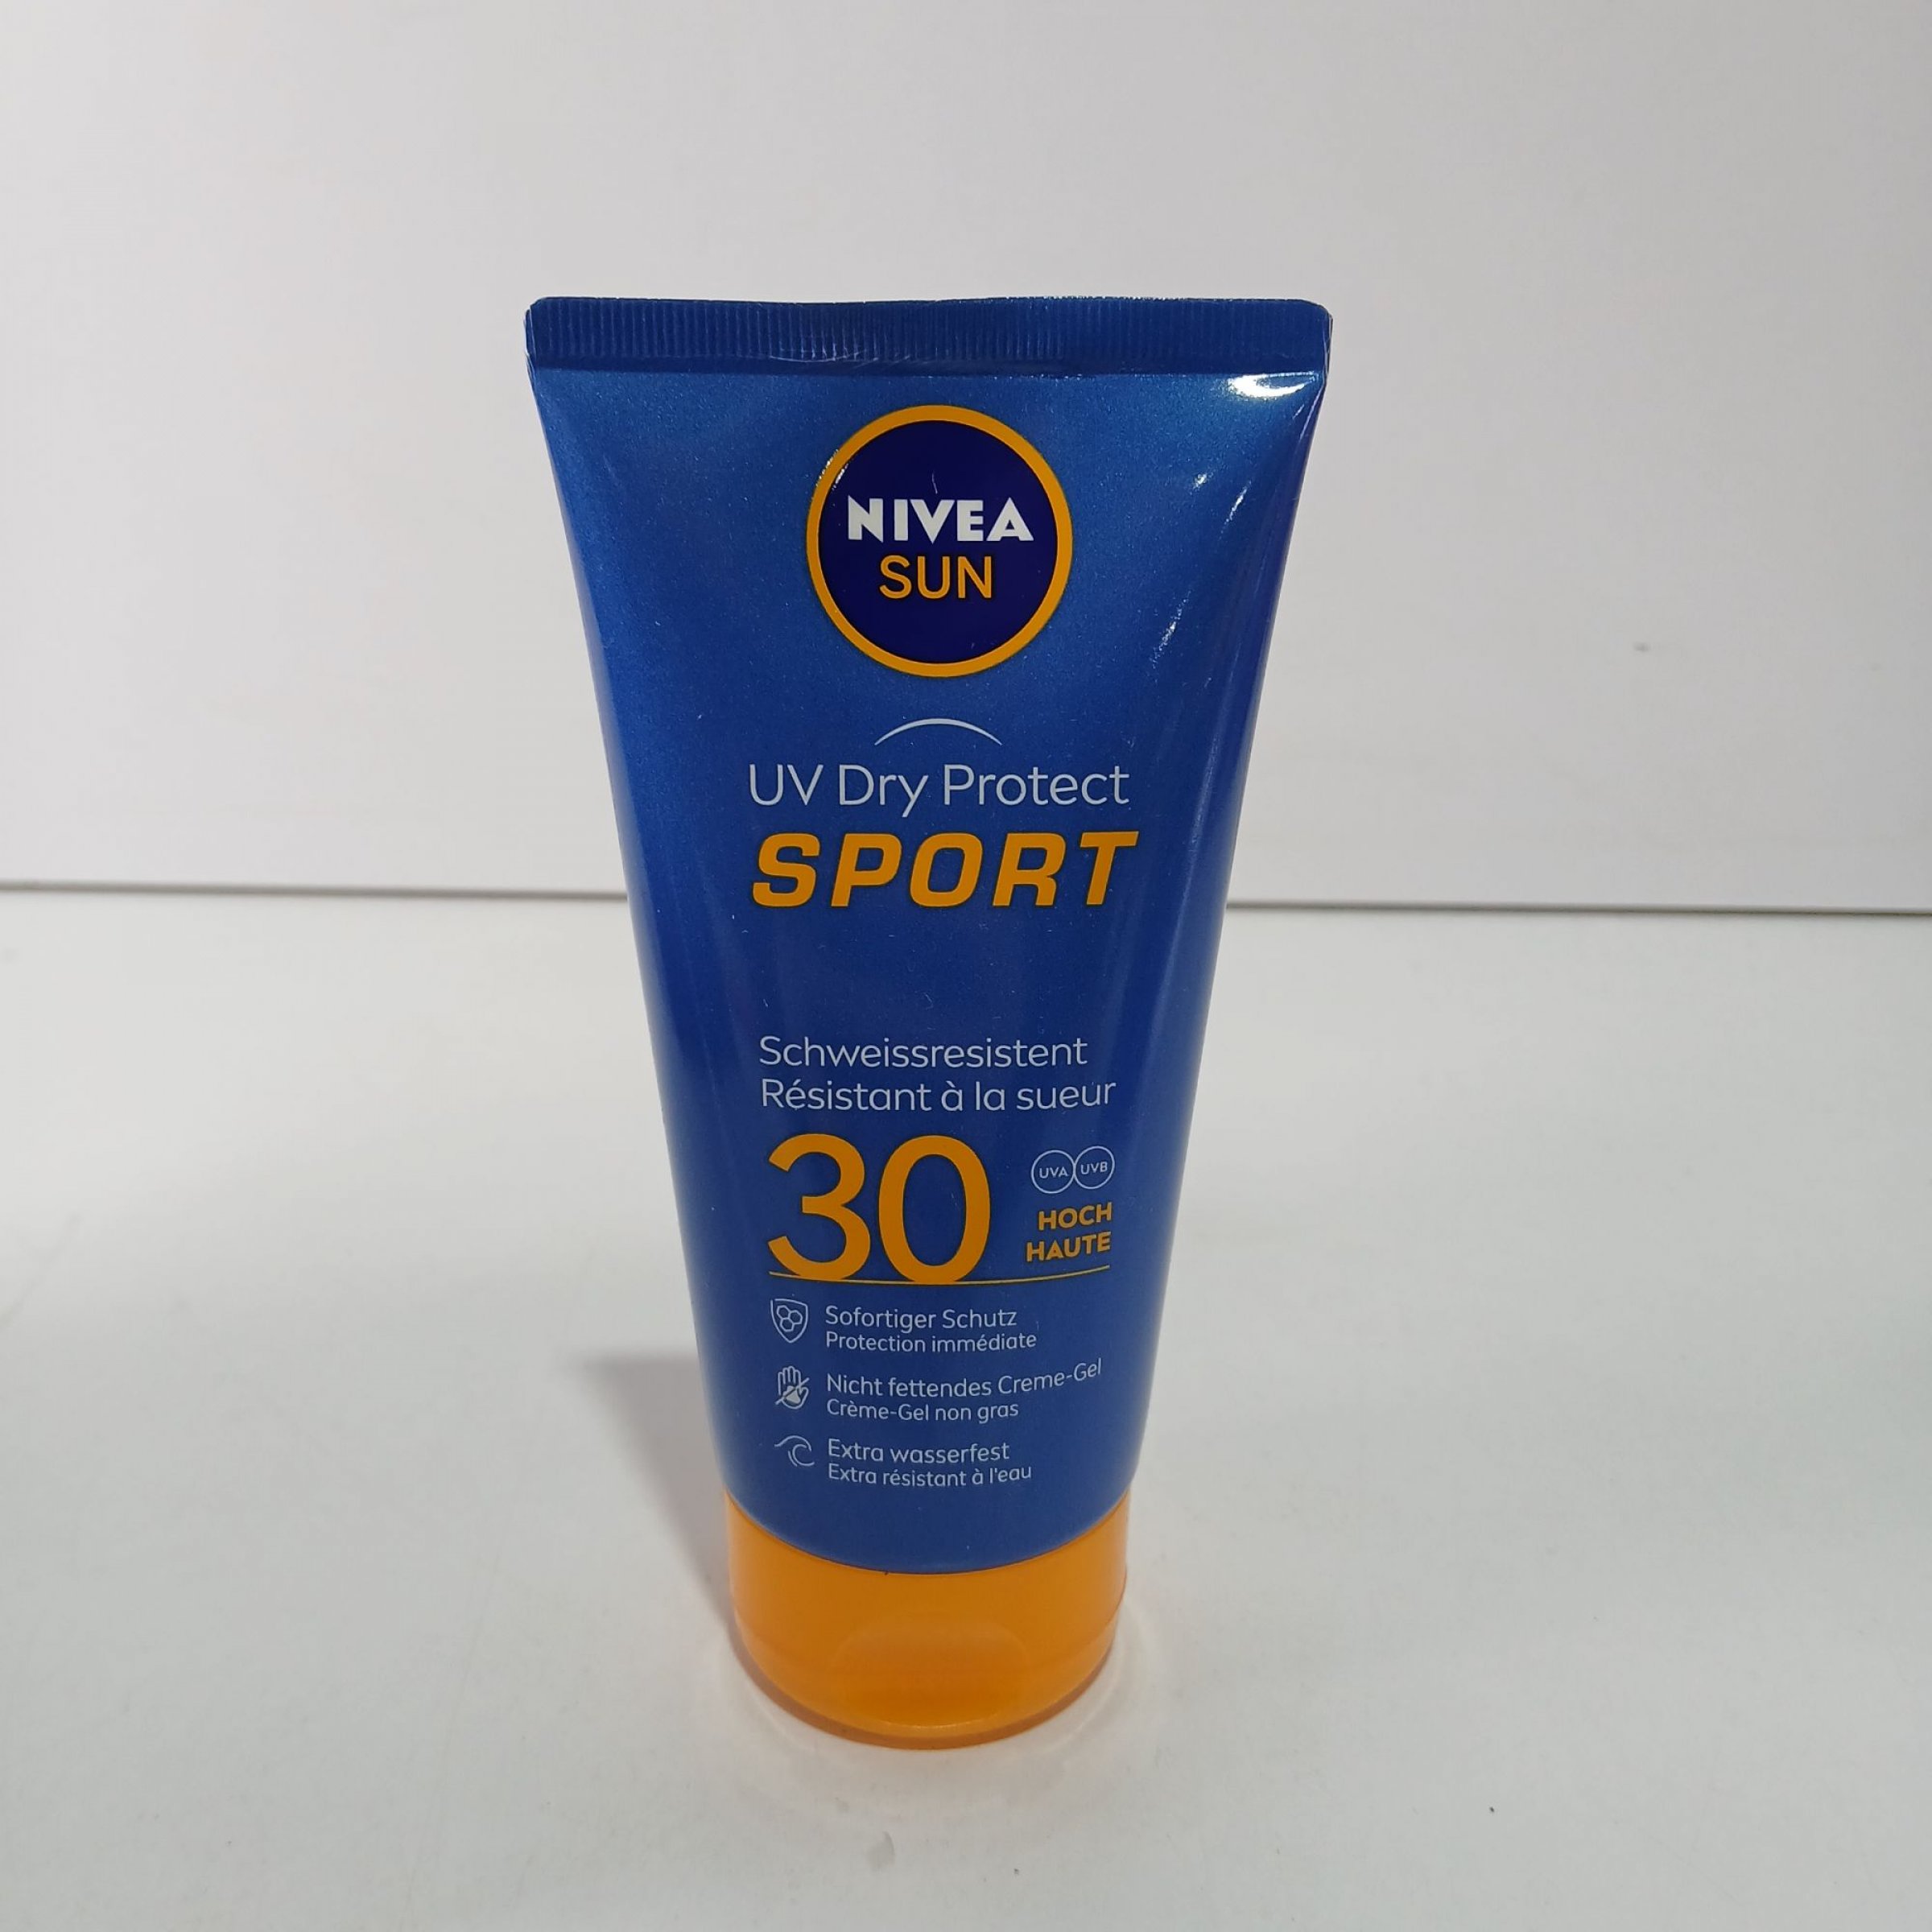 NIVEA
SUN
UV Dry Protect
SPORT
Schweissresistent
Résistant à la sueur
30
UVA UVB
HOCH
HAUTE
Sofortiger Schutz
Protection immédiate
Nicht fettendes Creme-Gel
Crème-Gel non gras
Extra wasserfest
Extra résistant à l'eau